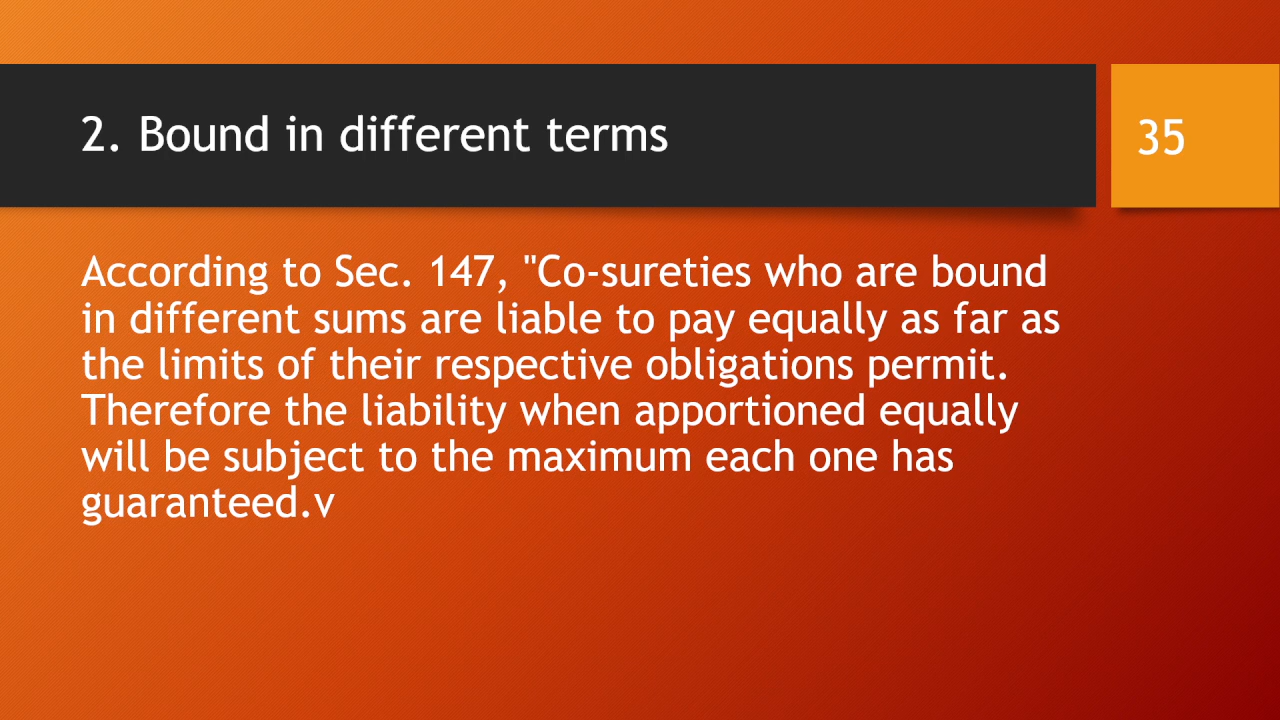 2. Bound in different terms
35
According to Sec. 147, "Co-sureties who are bound
in different sums are liable to pay equally as far as
the limits of their respective obligations permit.
Therefore the liability when apportioned equally
will be subject to the maximum each one has
guaranteed.v